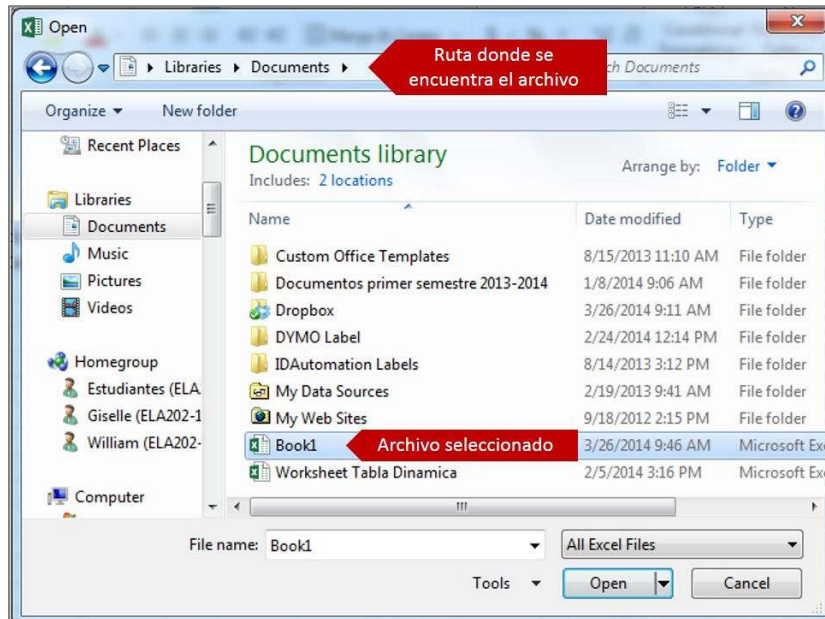 Open
Libraries ▸ Documents ▸
Ruta donde se
encuentra el archivo
ch Documents
Organize
New folder
Recent Places
Libraries
Documents
Music
Pictures
Videos
Homegroup
Estudiantes (ELA
Giselle (ELA202-1
William (ELA202-
Computer
Documents library
Includes: 2 locations
Arrange by: Folder
Name Date modified Type
Custom Office Templates 8/15/2013 11:10 AM File folder
Documentos primer semestre 2013-2014 1/8/2014 9:06 AM File folder
Dropbox 3/26/2014 9:11 AM File folder
DYMO Label 2/24/2014 12:14 PM File folder
IDAutomation Labels 8/14/2013 3:12 PM File folder
My Data Sources 2/19/2013 9:41 AM File folder
My Web Sites 9/18/2012 2:15 PM File folder
Book1 Archivo seleccionado 3/26/2014 9:46 AM Microsoft Exc
Worksheet Tabla Dinamica 2/5/2014 3:16 PM Microsoft Exc
File name: Book1 All Excel Files
Tools Open Cancel